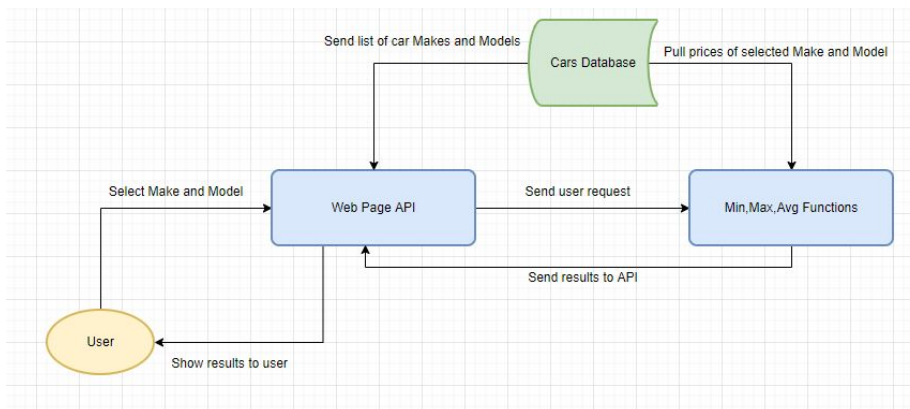 Send list of car Makes and Models
Cars Database
Pull prices of selected Make and Model
Select Make and Model
Web Page API
Send user request
Min,Max,Avg Functions
Send results to API
User
Show results to user